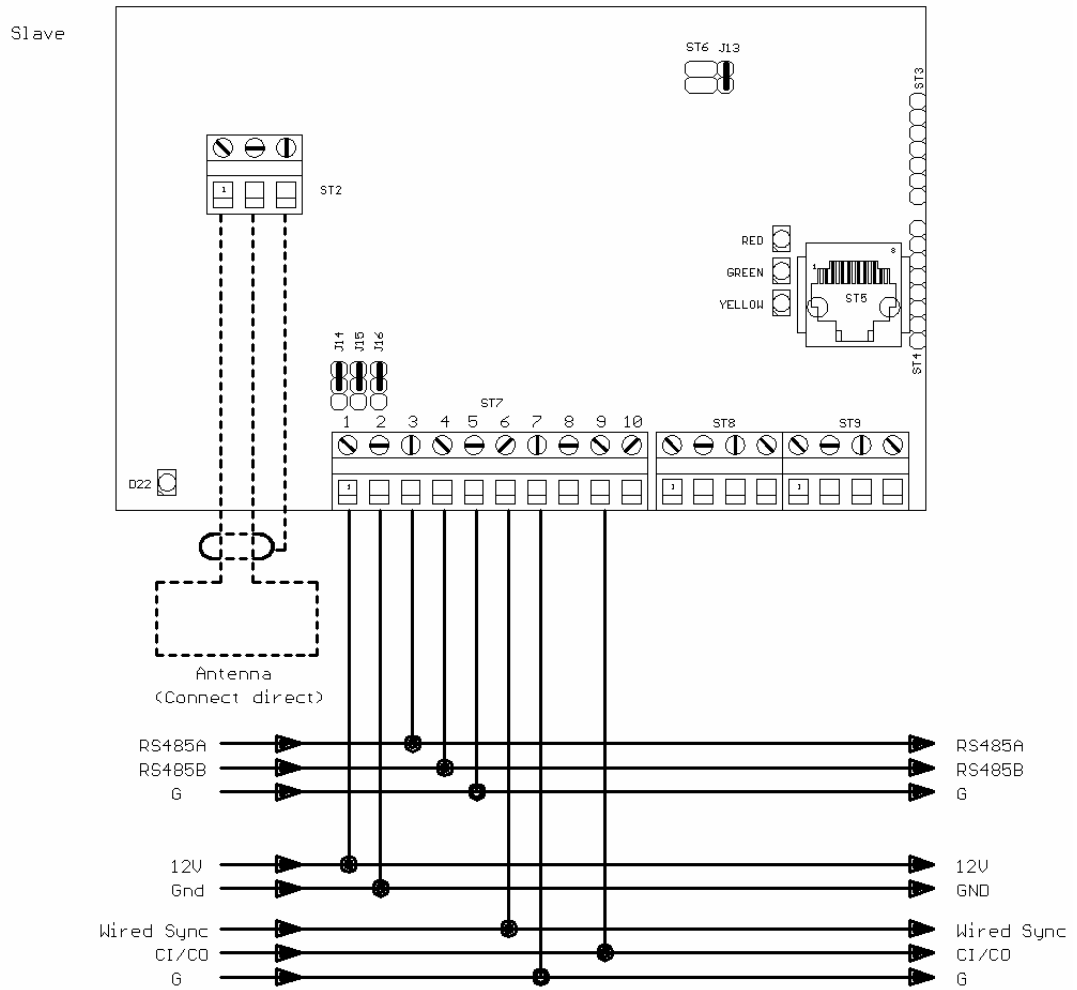 Slave
ST6 J13
ST3
1
ST2
RED
GREEN
YELLOW
1 8
ST5
ST4
J14 J15 J16
ST7
1 2 3 4 5 6 7 8 9 10
ST8 ST9
D22
1 1 1
Antenna
(Connect direct)
RS485A RS485A
RS485B RS485B
G G
12V 12V
Gnd GND
Wired Sync Wired Sync
CI/CO CI/CO
G G